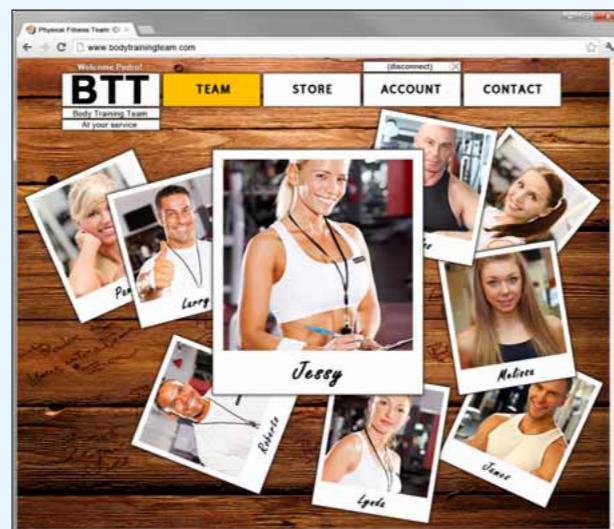 Physical Fitness Team
www.bodytrainingteam.com
Welcome Pedro!
(disconnect)
BTT
TEAM
STORE
ACCOUNT
CONTACT
Body Training Team
At your service
Larry
Jessy
Melissa
Roberto
Lynda
James